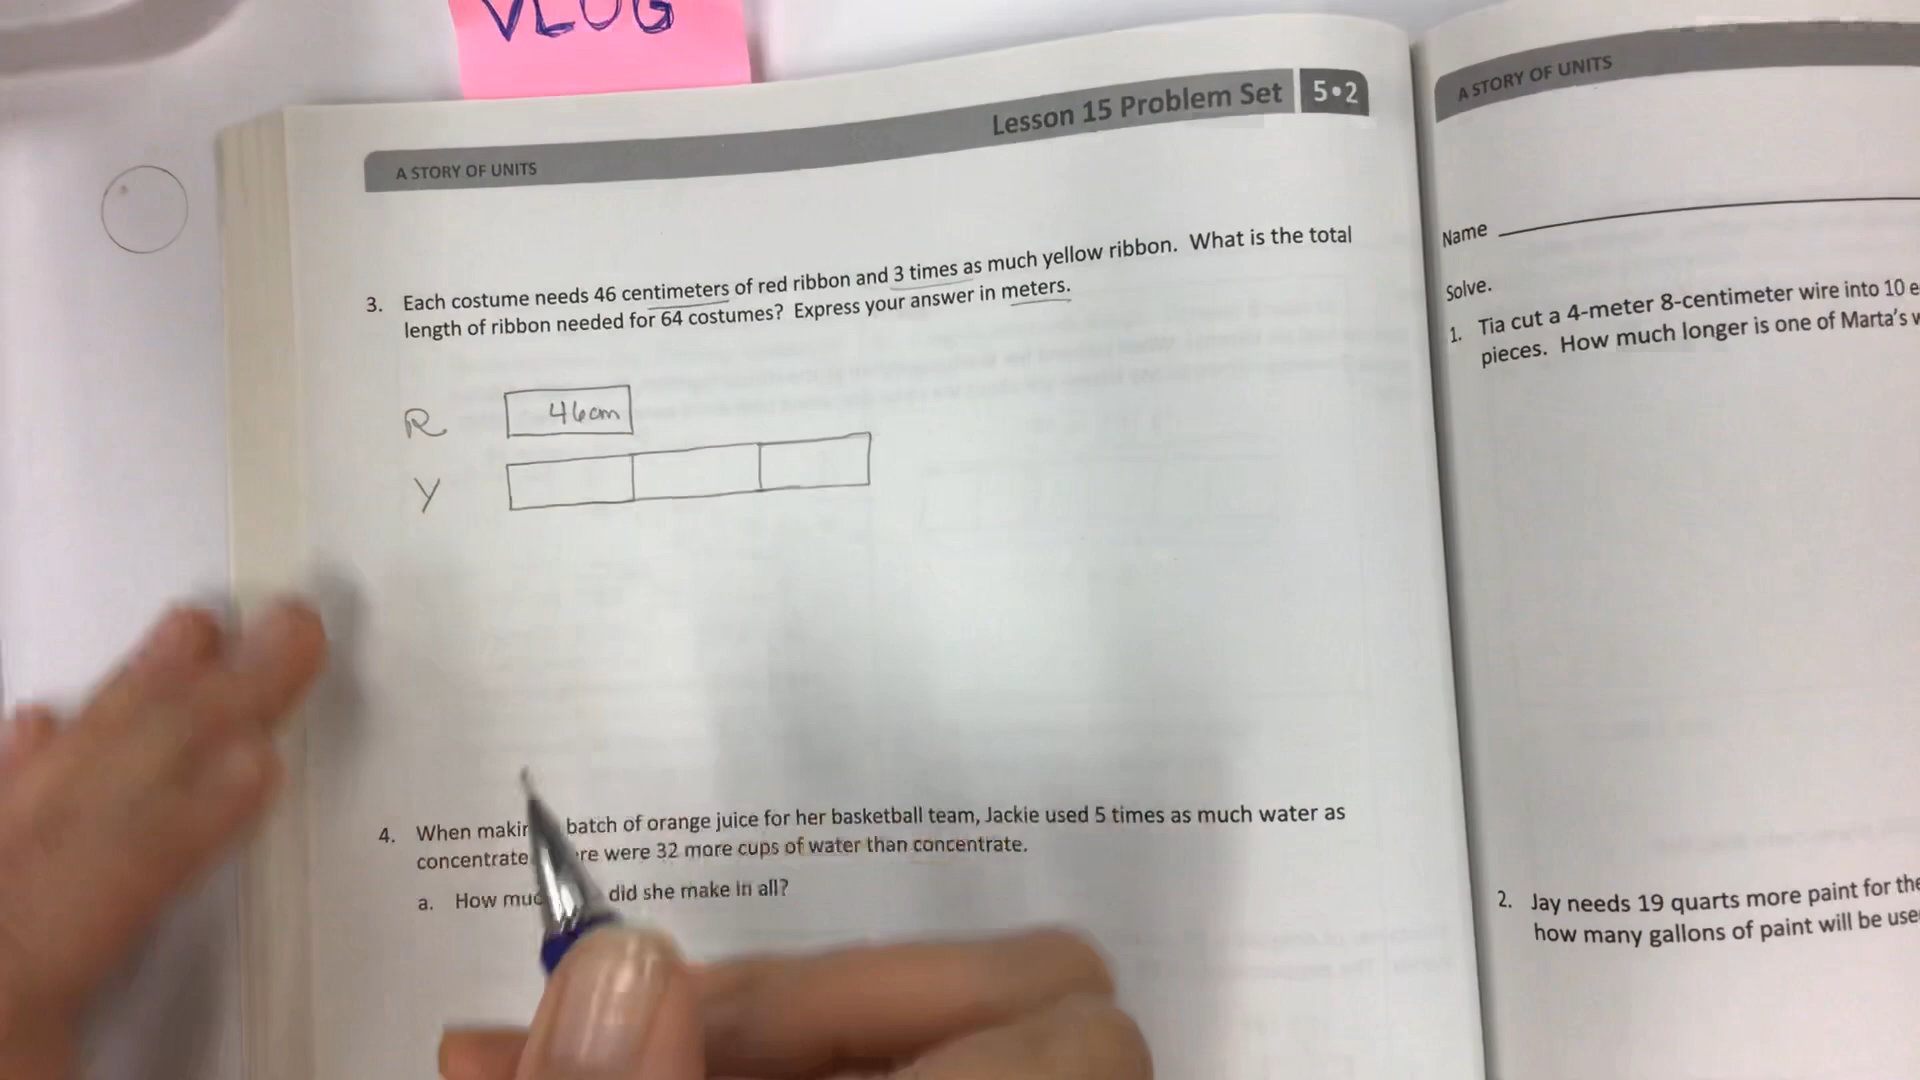 VLOG
Lesson 15 Problem Set 5•2
A STORY OF UNITS
3. Each costume needs 46 centimeters of red ribbon and 3 times as much yellow ribbon. What is the total
length of ribbon needed for 64 costumes? Express your answer in meters.
R 46cm
Y
4. When batch of orange juice for her basketball team, Jackie used 5 times as much water as
concentrate were 32 more cups of water than concentrate.
a. How did she make in all?
A STORY OF UNITS
Name
Solve.
1. Tia cut a 4-meter 8-centimeter wire into 10
pieces. How much longer is one of Marta's
2. Jay needs 19 quarts more paint for the
how many gallons of paint will be